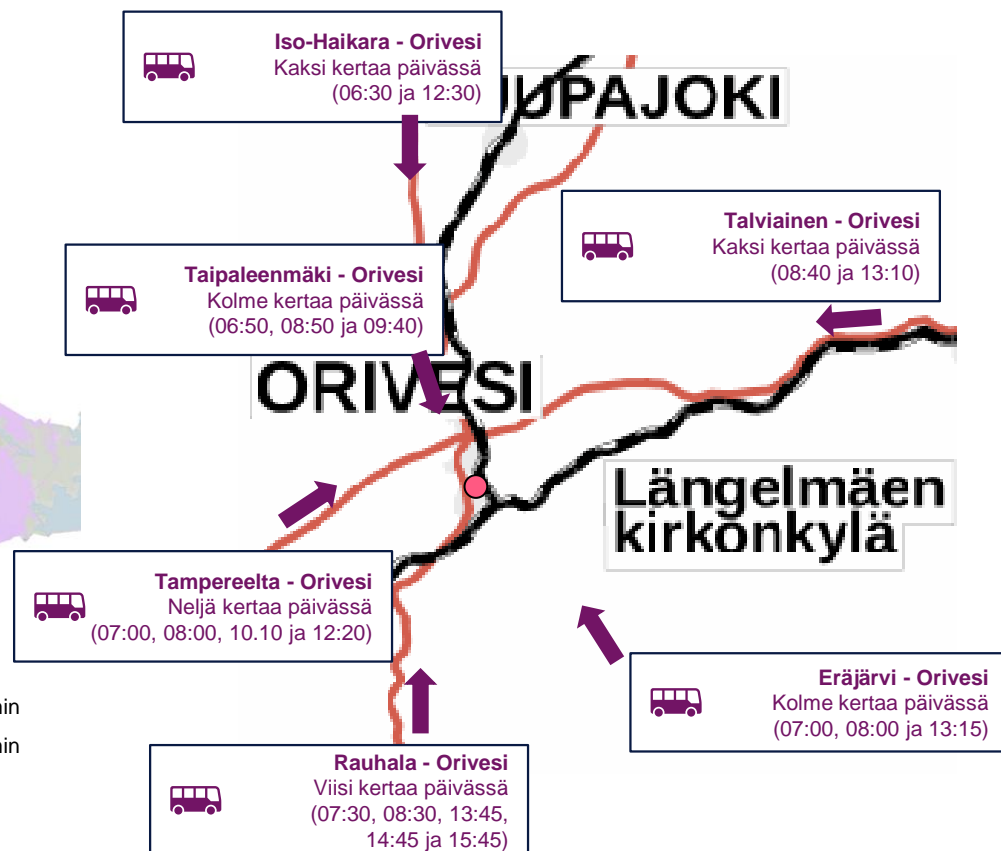 Iso-Haikara - Orivesi
Kaksi kertaa päivässä
(06:30 ja 12:30)
UPAJOKI
Talviainen - Orivesi
Kaksi kertaa päivässä
(08:40 ja 13:10)
Taipaleenmäki - Orivesi
Kolme kertaa päivässä
(06:50, 08:50 ja 09:40)
ORIVESI
Längelmäen
kirkonkylä
Tampereelta - Orivesi
Neljä kertaa päivässä
(07:00, 08:00, 10.10 ja 12:20)
Eräjärvi - Orivesi
Kolme kertaa päivässä
(07:00, 08:00 ja 13:15)
Rauhala - Orivesi
Viisi kertaa päivässä
(07:30, 08:30, 13:45,
14:45 ja 15:45)